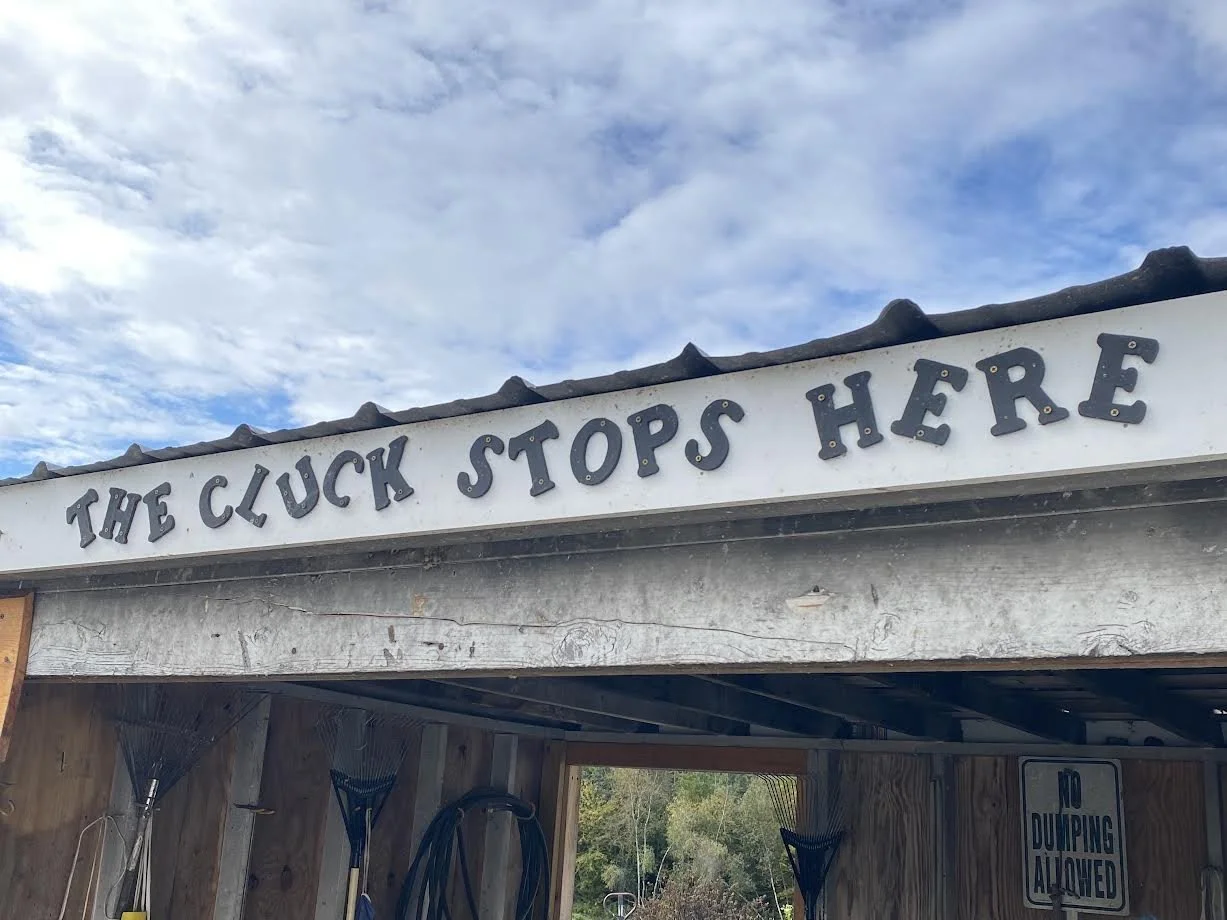 THE CLUCK STOPS HERE
NO
DUMPING
ALLOWED